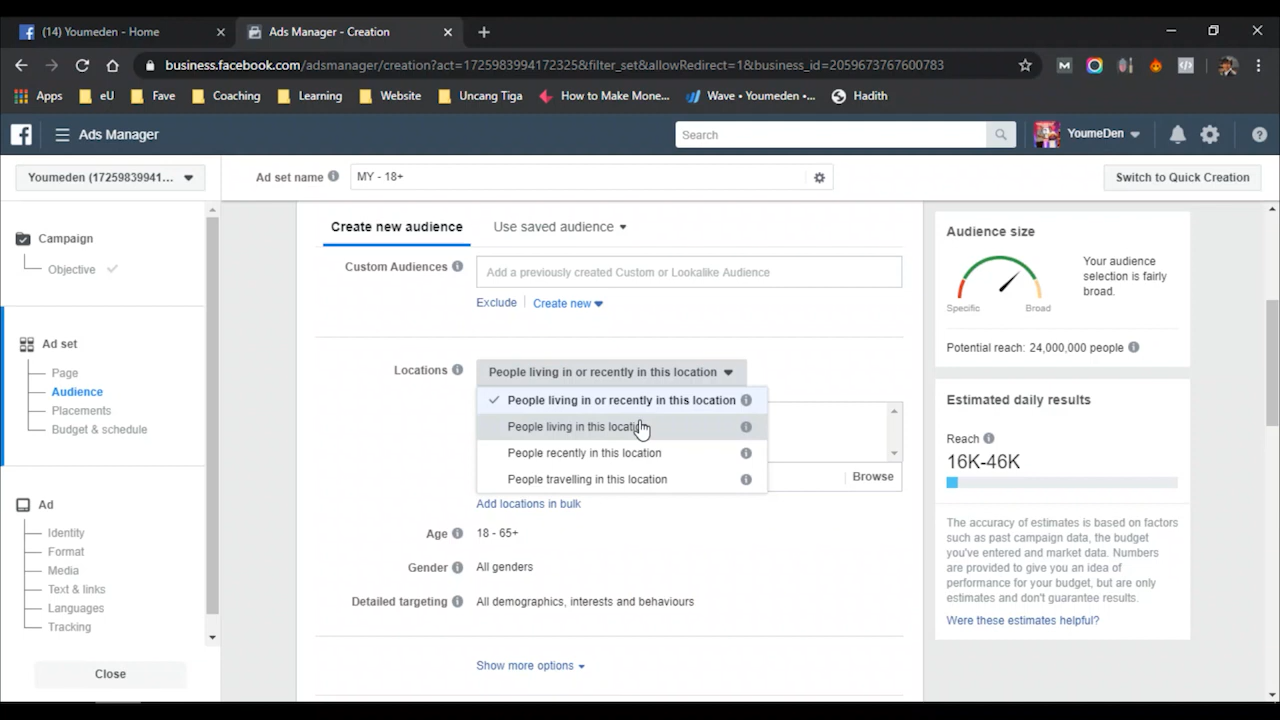 (14) Youmeden - Home
Ads Manager - Creation
business.facebook.com/adsmanager/creation?act=1725983994172325&filter_set&allowRedirect=1&business_id=2059673767600783
Apps
eU
Fave
Coaching
Learning
Website
Uncang Tiga
How to Make Mone...
Wave • Youmeden •...
Hadith
Ads Manager
Search
YoumeDen
Youmeden (17259839941...
Ad set name
MY - 18+
Switch to Quick Creation
Campaign
Objective
Ad set
Page
Audience
Placements
Budget & schedule
Ad
Identity
Format
Media
Text & links
Languages
Tracking
Close
Create new audience
Use saved audience
Custom Audiences
Add a previously created Custom or Lookalike Audience
Exclude
Create new
Locations
People living in or recently in this location
People living in or recently in this location
People living in this location
People recently in this location
People travelling in this location
Browse
Add locations in bulk
Age
18 - 65+
Gender
All genders
Detailed targeting
All demographics, interests and behaviours
Show more options
Audience size
Your audience
selection is fairly
broad.
Specific
Broad
Potential reach: 24,000,000 people
Estimated daily results
Reach
16K-46K
The accuracy of estimates is based on factors
such as past campaign data, the budget
you've entered and market data. Numbers
are provided to give you an idea of
performance for your budget, but are only
estimates and don't guarantee results.
Were these estimates helpful?